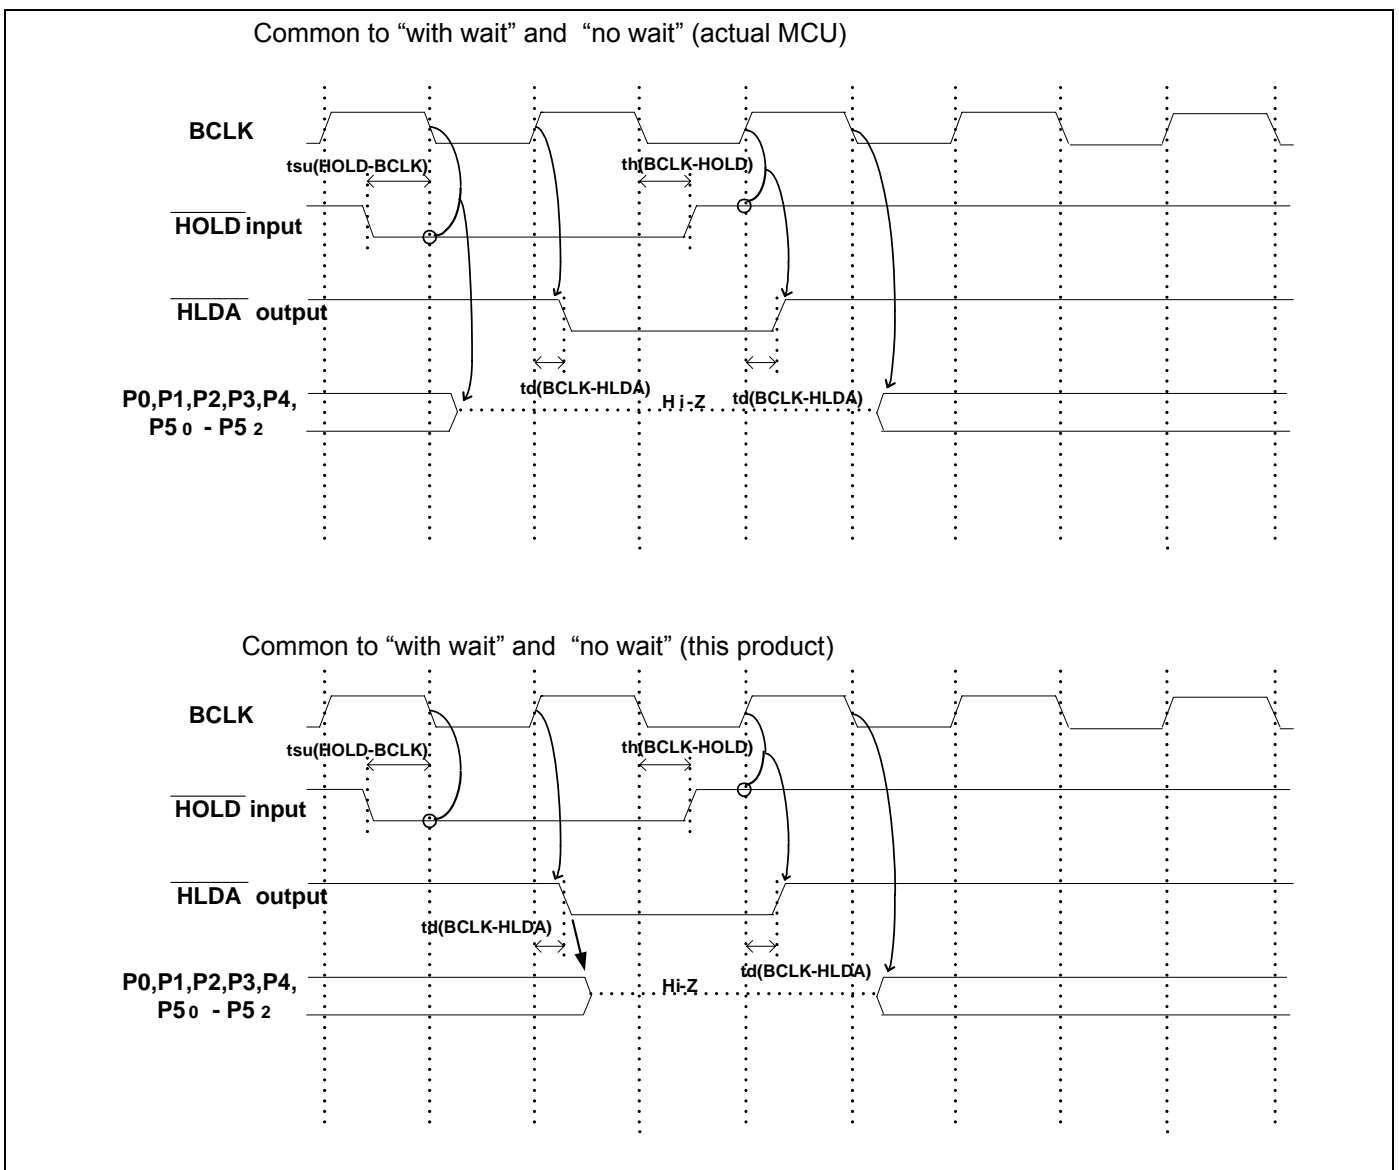 Common to “with wait” and “no wait” (actual MCU)
BCLK
tsu(HOLD-BCLK)
th(BCLK-HOLD)
HOLD input
HLDA output
td(BCLK-HLDA)
Hi-Z
td(BCLK-HLDA)
P0,P1,P2,P3,P4,
P50 - P52
Common to “with wait” and “no wait” (this product)
BCLK
tsu(HOLD-BCLK)
th(BCLK-HOLD)
HOLD input
HLDA output
td(BCLK-HLDA)
td(BCLK-HLDA)
Hi-Z
P0,P1,P2,P3,P4,
P50 - P52